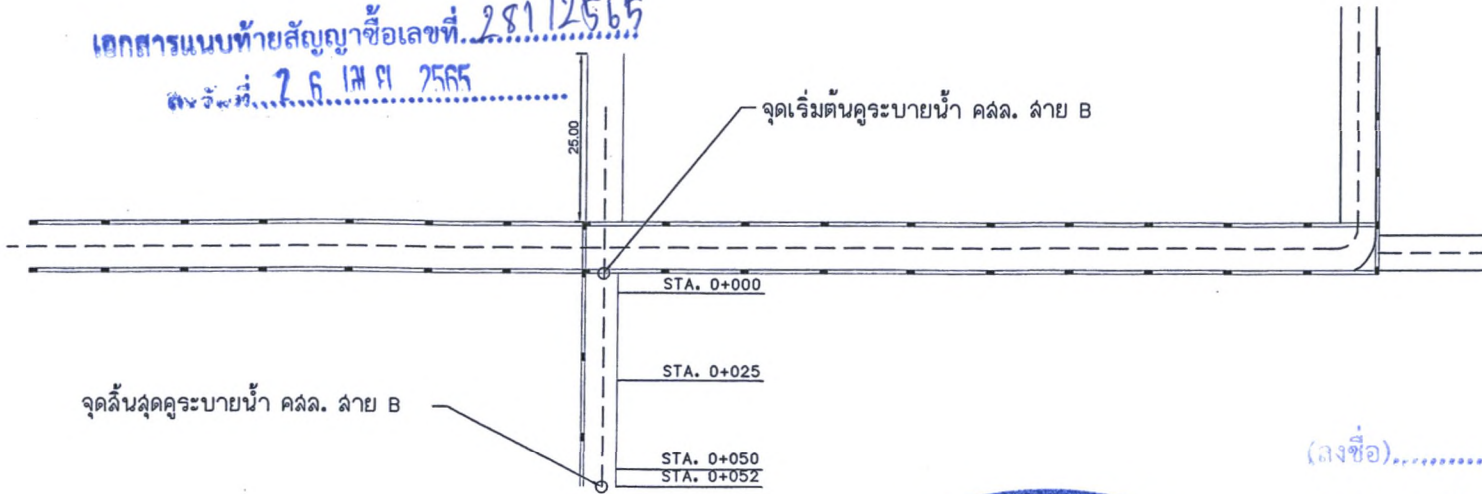 เอกสารแนบท้ายสัญญาซื้อเลขที่ 281/2565
ลงวันที่ 26 เม.ย. 2565
25.00
จุดเริ่มต้นคูระบายน้ำ คสล. สาย B
STA. 0+000
STA. 0+025
จุดสิ้นสุดคูระบายน้ำ คสล. สาย B
STA. 0+050
STA. 0+052
(ลงชื่อ)